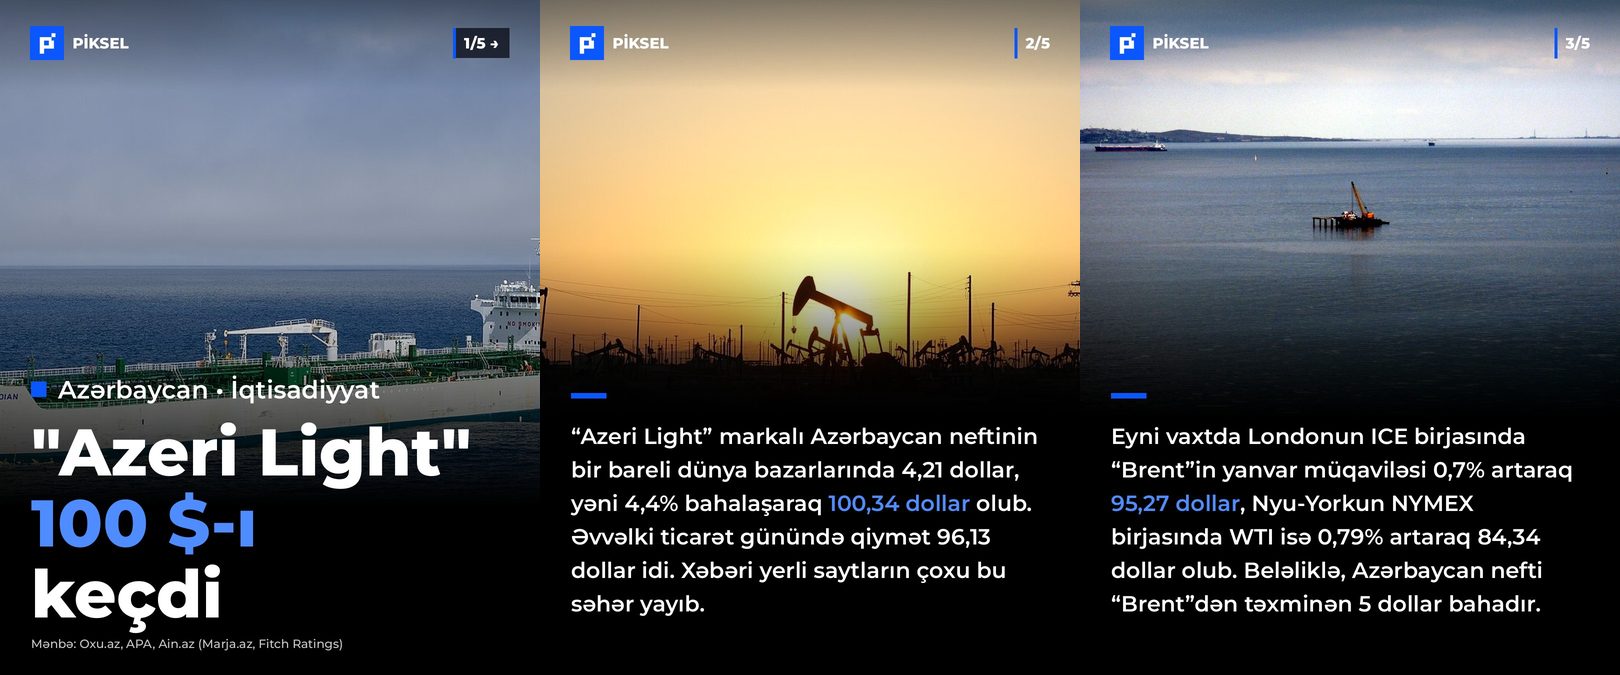 PİKSEL
1/5 →
Azərbaycan • İqtisadiyyat
"Azeri Light"
100 $-ı
keçdi
Mənbə: Oxu.az, APA, Ain.az (Marja.az, Fitch Ratings)
NO SMOKI
DIAN
PİKSEL
2/5
“Azeri Light” markalı Azərbaycan neftinin
bir bareli dünya bazarlarında 4,21 dollar,
yəni 4,4% bahalaşaraq 100,34 dollar olub.
Əvvəlki ticarət günündə qiymət 96,13
dollar idi. Xəbəri yerli saytların çoxu bu
səhər yayıb.
PİKSEL
3/5
Eyni vaxtda Londonun ICE birjasında
“Brent”in yanvar müqaviləsi 0,7% artaraq
95,27 dollar, Nyu-Yorkun NYMEX
birjasında WTI isə 0,79% artaraq 84,34
dollar olub. Beləliklə, Azərbaycan nefti
“Brent”dən təxminən 5 dollar bahadır.